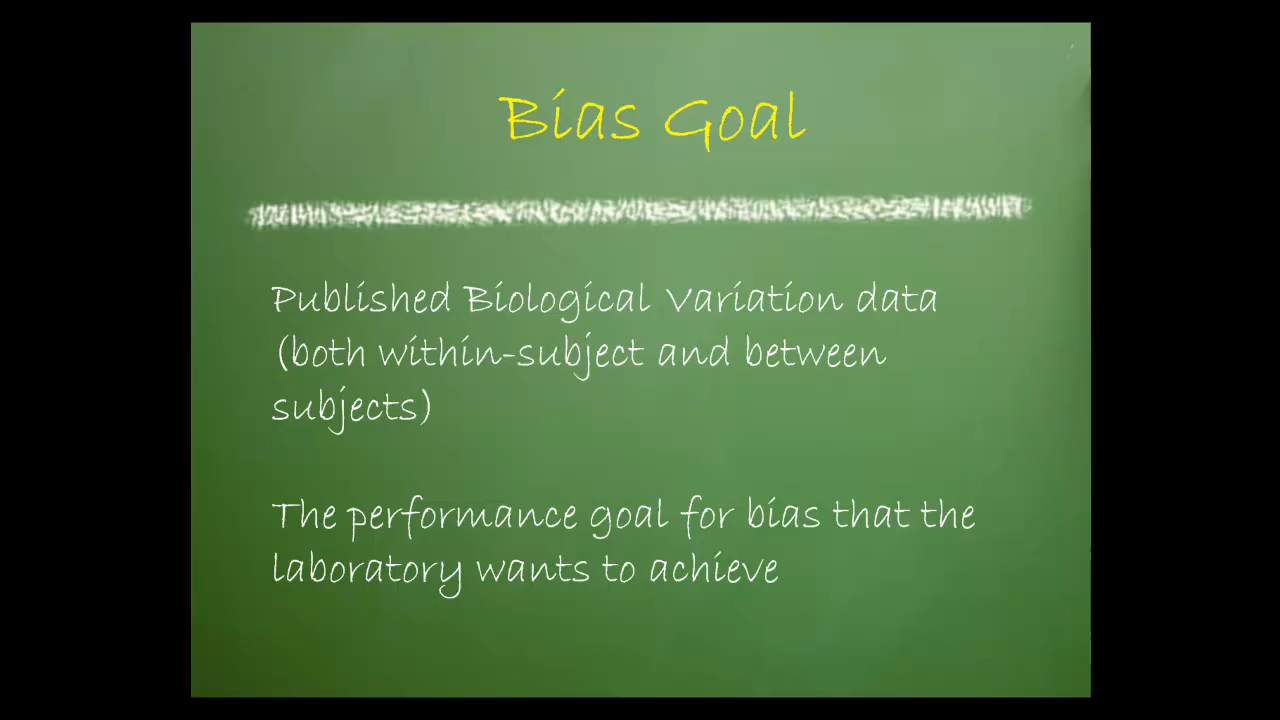 Bias Goal
Published Biological Variation data
(both within-subject and between
subjects)
The performance goal for bias that the
laboratory wants to achieve